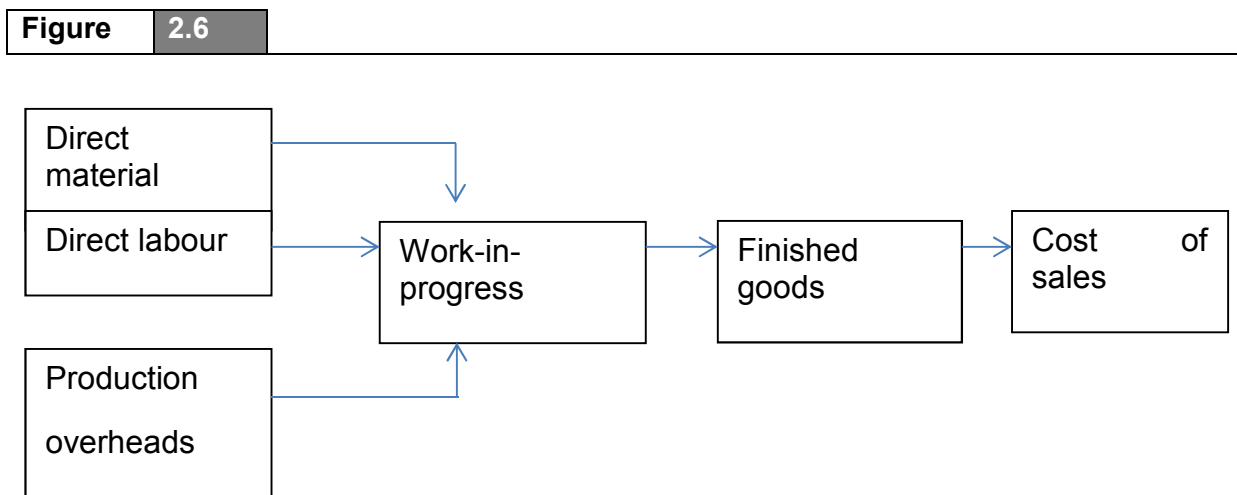 Figure 2.6
Direct
material
Direct labour
Production
overheads
Work-in-
progress
Finished
goods
Cost of
sales